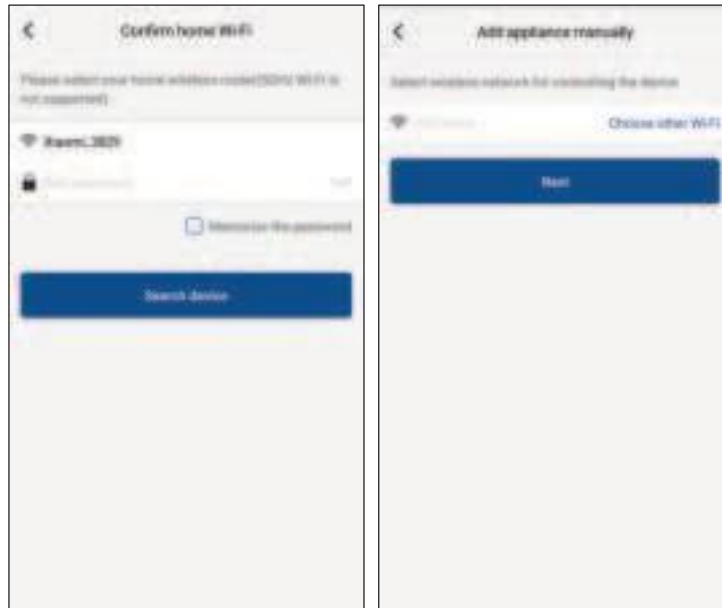 Confirm home Wi-Fi
Please select your home wireless router(5GHz Wi-Fi is
not supported)
Xiaomi_
Search device
Memorize the password
Add appliance manually
Select wireless network for controlling the device
Choose other Wi-Fi
Next